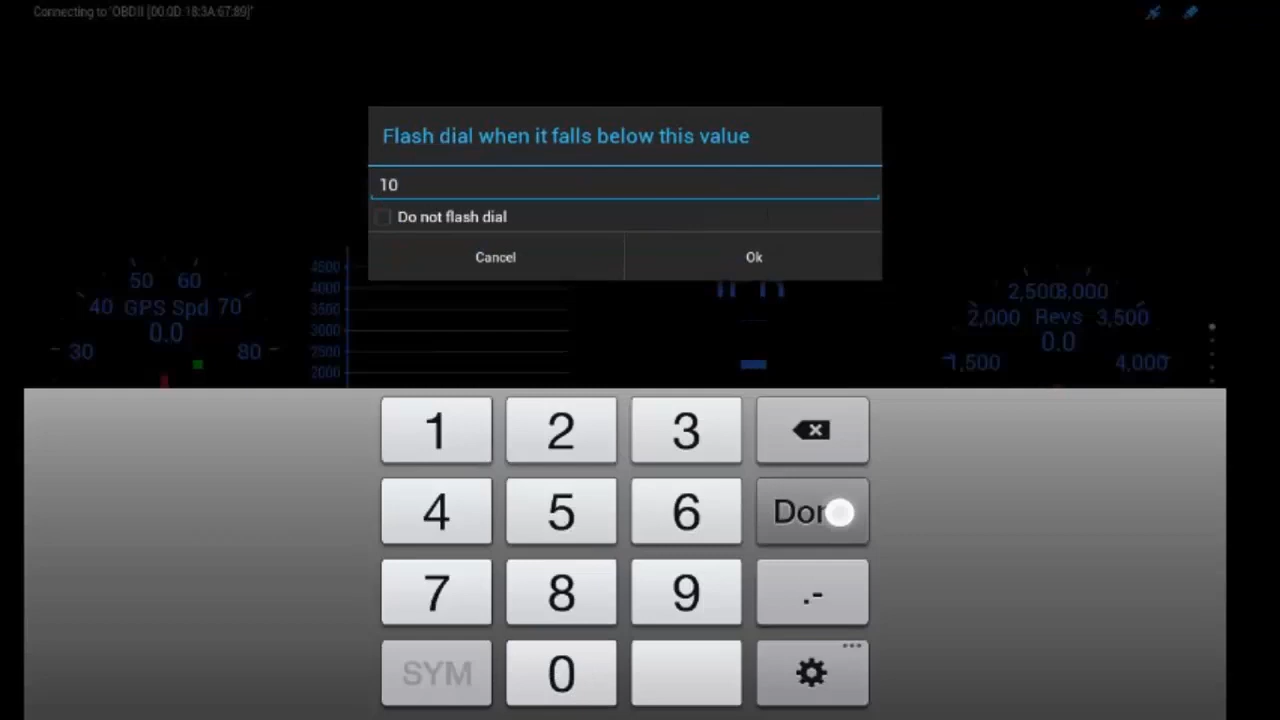 Connecting to 'OBDII [00:0D:18:3A:67:89]'
Flash dial when it falls below this value
10
Do not flash dial
Cancel
Ok
50 60
40 GPS Spd 70
0.0
30 80
4500
4000
3500
3000
2500
2000
2,500 3,000
2,000 Revs 3,500
0.0
1,500 4,000
1 2 3
4 5 6
7 8 9 .-
SYM 0